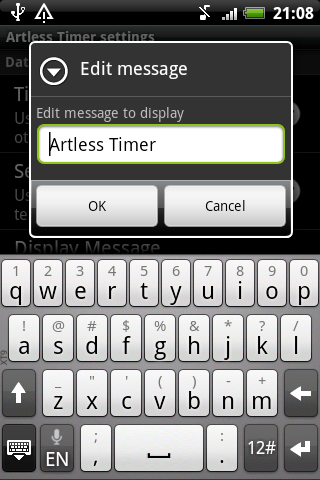 21:08
Artless Timer settings
Dat
Edit message
Ti
Us
ot
Edit message to display
Artless Timer
Se
Us
te
OK
Cancel
Display Message
1 2 3 4 5 6 7 8 9 0
q w e r t y u i o p
! @ # $ % & * ? /
a s d f g h j k l
XT9
_ " ' ( ) - +
z x c v b n m
EN
; ,
: .
12#